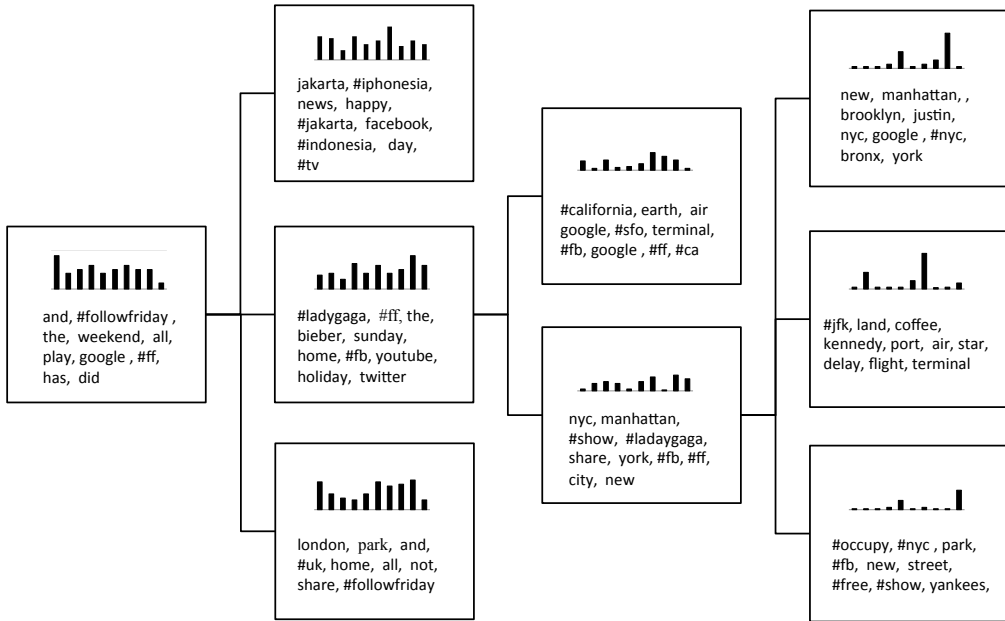 and, #followfriday ,
the, weekend, all,
play, google , #ff,
has, did
jakarta, #iphonesia,
news, happy,
#jakarta, facebook,
#indonesia, day,
#tv
#ladygaga, #ff, the,
bieber, sunday,
home, #fb, youtube,
holiday, twitter
london, park, and,
#uk, home, all, not,
share, #followfriday
#california, earth, air
google, #sfo, terminal,
#fb, google , #ff, #ca
nyc, manhattan,
#show, #ladaygaga,
share, york, #fb, #ff,
city, new
new, manhattan, ,
brooklyn, justin,
nyc, google , #nyc,
bronx, york
#jfk, land, coffee,
kennedy, port, air, star,
delay, flight, terminal
#occupy, #nyc , park,
#fb, new, street,
#free, #show, yankees,